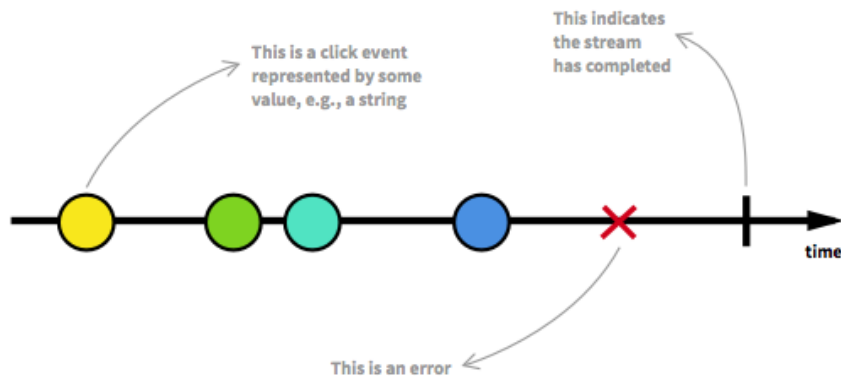 This is a click event
represented by some
value, e.g., a string
This indicates
the stream
has completed
time
This is an error